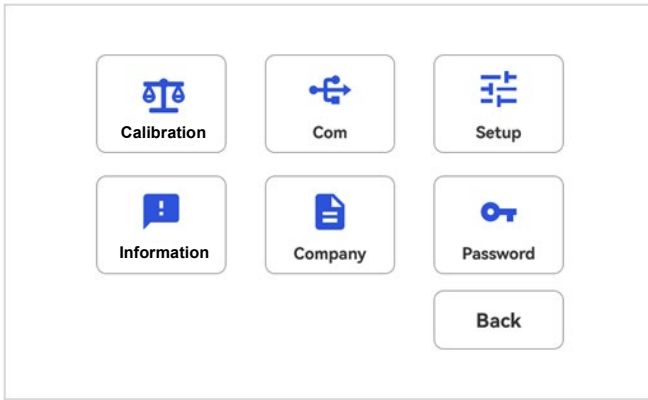 Calibration
Com
Setup
Information
Company
Password
Back